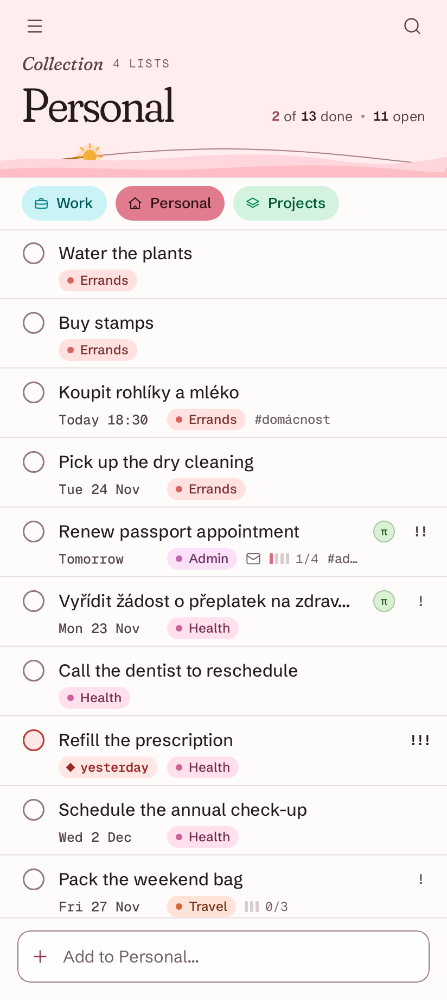 Collection 4 LISTS
Personal
2 of 13 done • 11 open
Work Personal Projects
Water the plants
Errands
Buy stamps
Errands
Koupit rohlíky a mléko
Today 18:30 Errands #domácnost
Pick up the dry cleaning
Tue 24 Nov Errands
Renew passport appointment π !!
Tomorrow Admin 1/4 #ad…
Vyřídit žádost o přeplatek na zdrav… π !
Mon 23 Nov Health
Call the dentist to reschedule
Health
Refill the prescription !!!
yesterday Health
Schedule the annual check-up
Wed 2 Dec Health
Pack the weekend bag !
Fri 27 Nov Travel 0/3
+ Add to Personal…